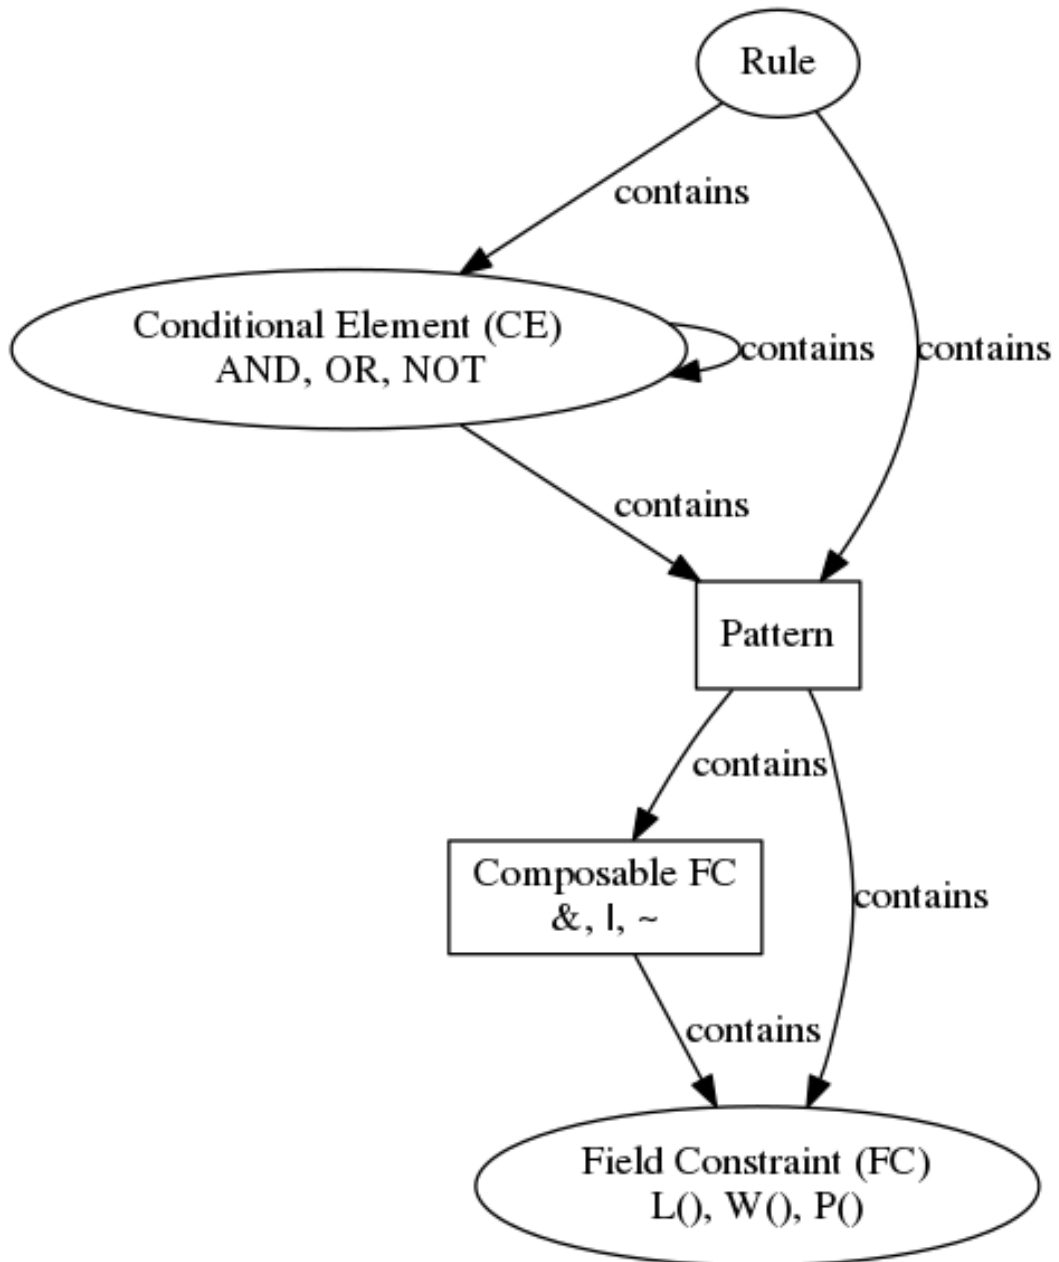 Rule
contains
Conditional Element (CE)
AND, OR, NOT
contains
contains
contains
Pattern
contains
Composable FC
&, |, ~
contains
contains
Field Constraint (FC)
L(), W(), P()